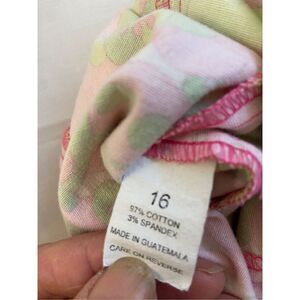 16
97% COTTON
3% SPANDEX
MADE IN GUATEMALA
CARE ON REVERSE